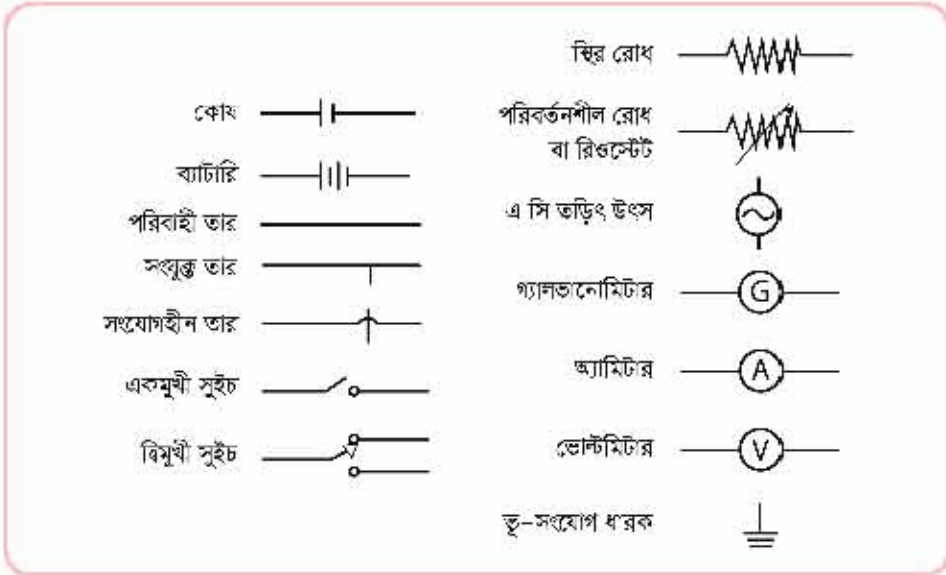 কোষ
ব্যাটারি
পরিবাহী তার
সংযুক্ত তার
সংযোগহীন তার
একমুখী সুইচ
দ্বিমুখী সুইচ
স্থির রোধ
পরিবর্তনশীল রোধ
বা রিওস্টেট
এ সি তড়িৎ উৎস
গ্যালভানোমিটার
G
অ্যামিটার
A
ভোল্টমিটার
V
ভূ-সংযোগ ধারক